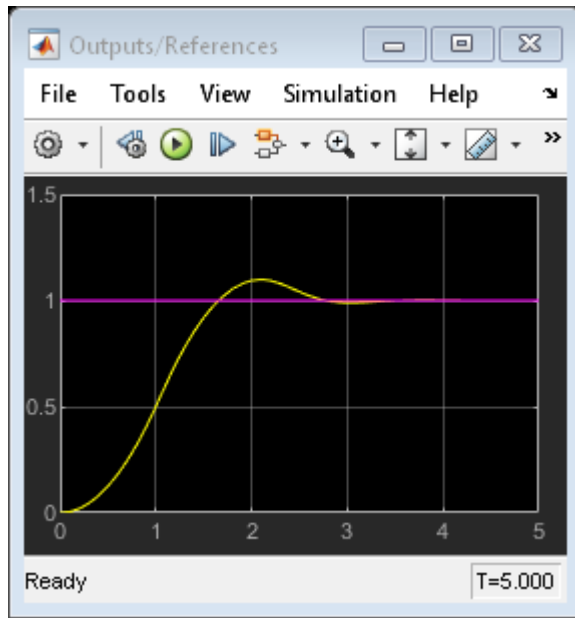 Outputs/References
File Tools View Simulation Help
1.5
1
0.5
0
0 1 2 3 4 5
Ready T=5.000